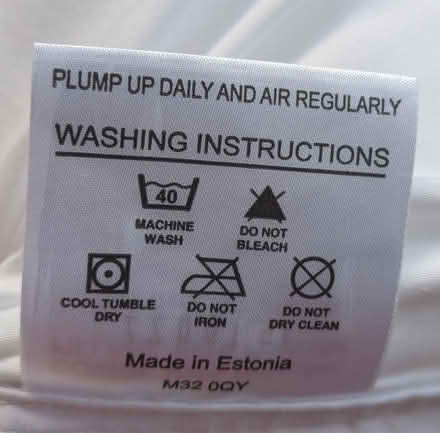 PLUMP UP DAILY AND AIR REGULARLY
WASHING INSTRUCTIONS
40
MACHINE
WASH
DO NOT
BLEACH
COOL TUMBLE
DRY
DO NOT
IRON
DO NOT
DRY CLEAN
Made in Estonia
M32 0QY